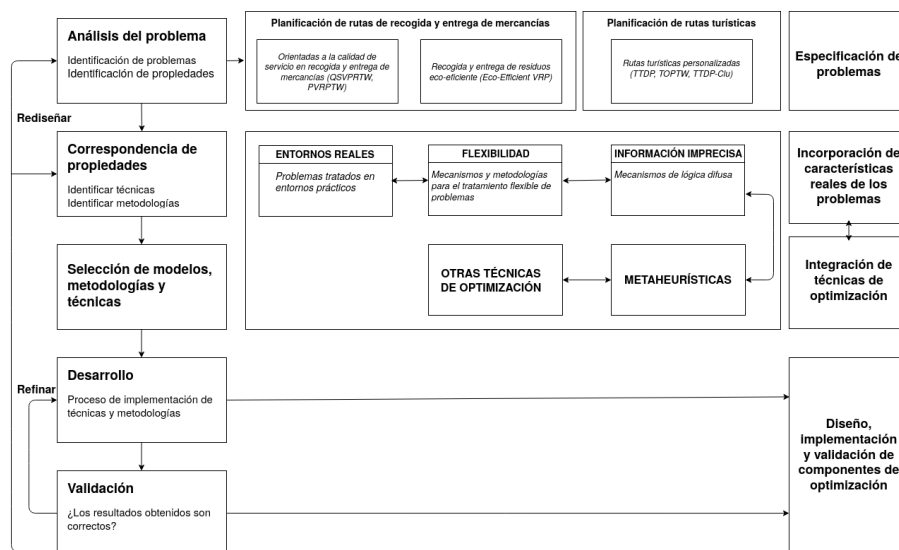 Análisis del problema
Identificación de problemas
Identificación de propiedades
Planificación de rutas de recogida y entrega de mercancías
Orientadas a la calidad de
servicio en recogida y entrega de
mercancías (QSVPRTW,
PVRPTW)
Recogida y entrega de residuos
eco-eficiente (Eco-Efficient VRP)
Planificación de rutas turísticas
Rutas turísticas personalizadas
(TTDP, TOPTW, TTDP-Clu)
Especificación de
problemas
Rediseñar
Correspondencia de
propiedades
Identificar técnicas
Identificar metodologías
ENTORNOS REALES
Problemas tratados en
entornos prácticos
FLEXIBILIDAD
Mecanismos y metodologías
para el tratamiento flexible de
problemas
INFORMACIÓN IMPRECISA
Mecanismos de lógica difusa
Incorporación de
características
reales de los
problemas
Selección de modelos,
metodologías y
técnicas
OTRAS TÉCNICAS
DE OPTIMIZACIÓN
METAHEURÍSTICAS
Integración de
técnicas de
optimización
Refinar
Desarrollo
Proceso de implementación de
técnicas y metodologías
Validación
¿Los resultados obtenidos son
correctos?
Diseño,
implementación
y validación de
componentes de
optimización